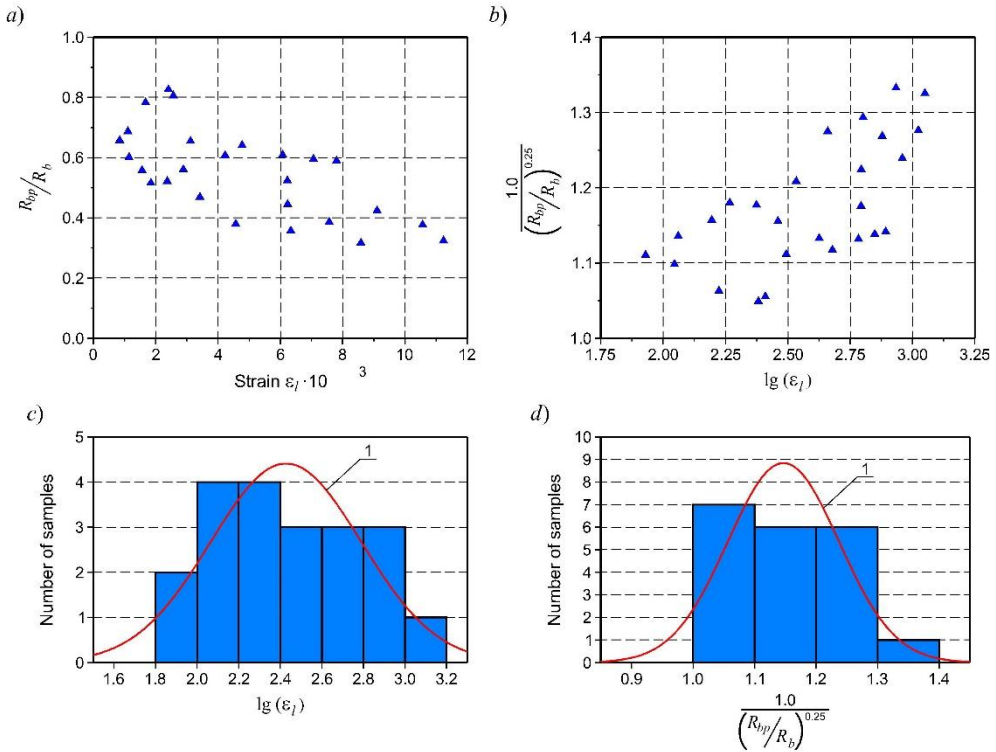 a)
1.0
0.8
0.6
0.4
0.2
0.0
R_bp/R_b
0 2 4 6 8 10 12
Strain ε_l · 10 ³
b)
1.4
1.3
1.2
1.1
1.0
1.0
(R_bp/R_b)^0.25
1.75 2.00 2.25 2.50 2.75 3.00 3.25
lg (ε_l)
c)
5
4
3
2
1
0
Number of samples
1
1.6 1.8 2.0 2.2 2.4 2.6 2.8 3.0 3.2
lg (ε_l)
d)
10
9
8
7
6
5
4
3
2
1
0
Number of samples
1
0.9 1.0 1.1 1.2 1.3 1.4
1.0
(R_bp/R_b)^0.25